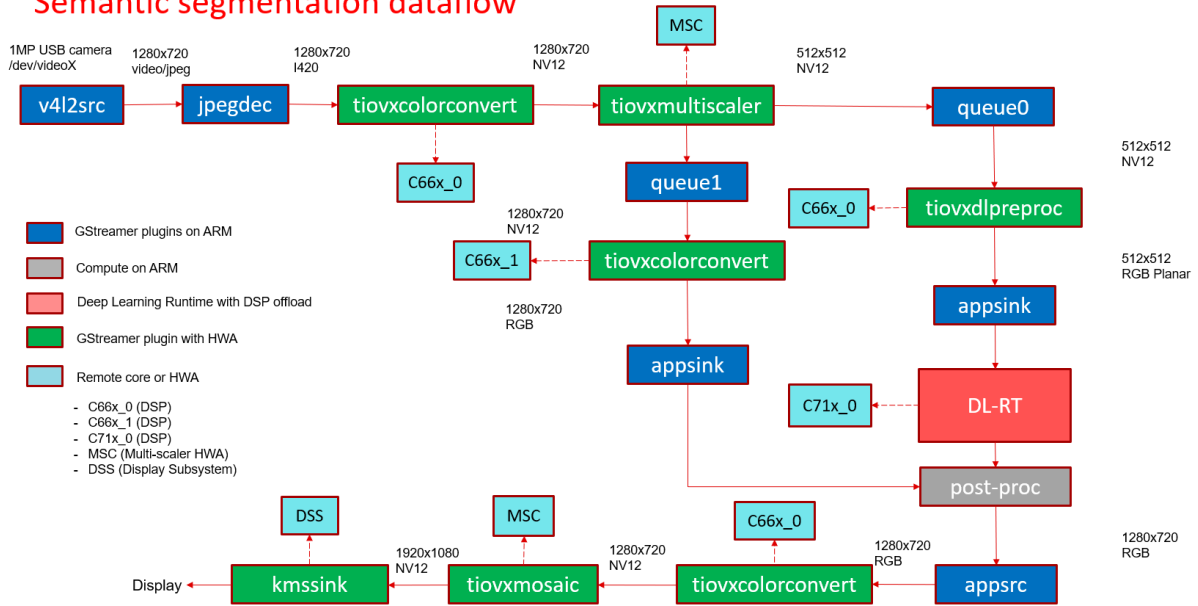 Semantic segmentation dataflow
1MP USB camera
/dev/videoX
1280x720
video/jpeg
1280x720
I420
1280x720
NV12
MSC
512x512
NV12
v4l2src
jpegdec
tiovxcolorconvert
tiovxmultiscaler
queue0
C66x_0
queue1
512x512
NV12
1280x720
NV12
C66x_0
tiovxdlpreproc
C66x_1
tiovxcolorconvert
512x512
RGB Planar
1280x720
RGB
appsink
appsink
GStreamer plugins on ARM
Compute on ARM
Deep Learning Runtime with DSP offload
GStreamer plugin with HWA
Remote core or HWA
- C66x_0 (DSP)
- C66x_1 (DSP)
- C71x_0 (DSP)
- MSC (Multi-scaler HWA)
- DSS (Display Subsystem)
C71x_0
DL-RT
post-proc
DSS
MSC
C66x_0
1280x720
RGB
1920x1080
NV12
1280x720
NV12
1280x720
RGB
Display
kmssink
tiovxmosaic
tiovxcolorconvert
appsrc